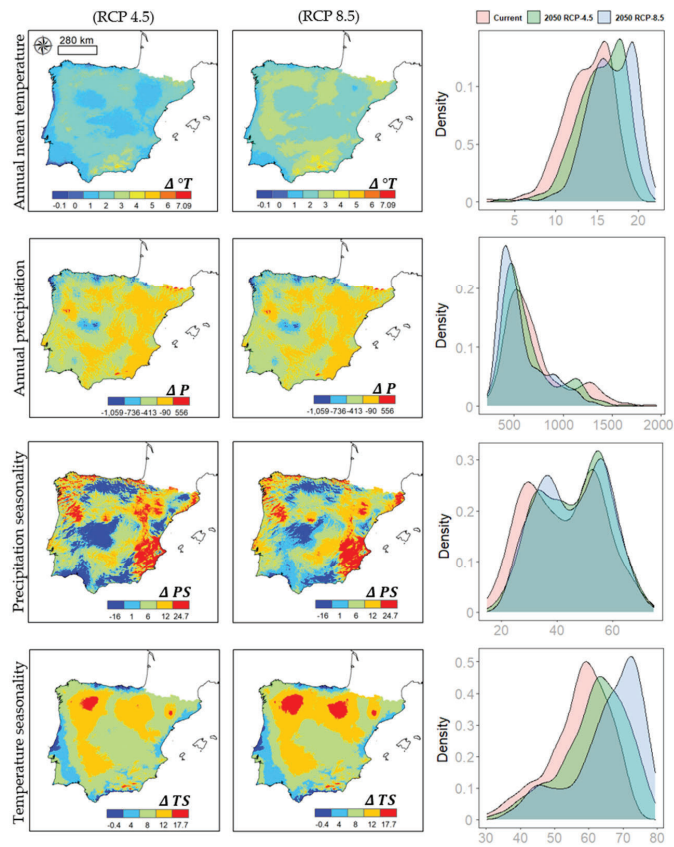 (RCP 4.5)
(RCP 8.5)
Current 2050 RCP-4.5 2050 RCP-8.5
280 km
Annual mean temperature
Δ °T
-0.1 0 1 2 3 4 5 6 7.09
Δ °T
-0.1 0 1 2 3 4 5 6 7.09
Density
0.1
0.1
0
5 10 15 20
Annual precipitation
Δ P
-1,059 -736 -413 -90 556
Δ P
-1,059 -736 -413 -90 556
Density
0.2
0.1
0
500 1000 1500 2000
Precipitation seasonality
Δ PS
-16 1 6 12 24.7
Δ PS
-16 1 6 12 24.7
Density
0.3
0.2
0.1
0
20 40 60
Temperature seasonality
Δ TS
-0.4 4 8 12 17.7
Δ TS
-0.4 4 8 12 17.7
Density
0.5
0.4
0.3
0.2
0.1
0
30 40 50 60 70 80